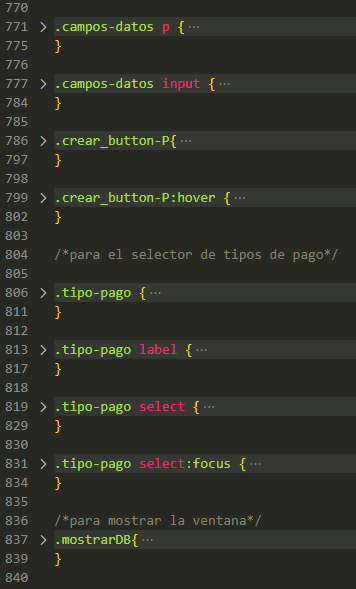 770
771 > .campos-datos p {···
775 }
776
777 > .campos-datos input {···
784 }
785
786 > .crear_button-P{···
797 }
798
799 > .crear_button-P:hover {···
802 }
803
804 /*para el selector de tipos de pago*/
805
806 > .tipo-pago {···
811 }
812
813 > .tipo-pago label {···
817 }
818
819 > .tipo-pago select {···
829 }
830
831 > .tipo-pago select:focus {···
834 }
835
836 /*para mostrar la ventana*/
837 > .mostrarDB{···
839 }
840